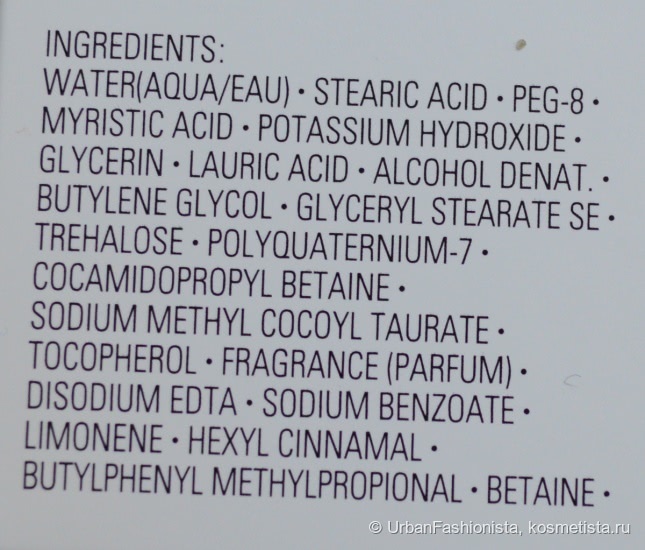 INGREDIENTS:
WATER(AQUA/EAU) · STEARIC ACID · PEG-8 ·
MYRISTIC ACID · POTASSIUM HYDROXIDE ·
GLYCERIN · LAURIC ACID · ALCOHOL DENAT. ·
BUTYLENE GLYCOL · GLYCERYL STEARATE SE ·
TREHALOSE · POLYQUATERNIUM-7 ·
COCAMIDOPROPYL BETAINE ·
SODIUM METHYL COCOYL TAURATE ·
TOCOPHEROL · FRAGRANCE (PARFUM) ·
DISODIUM EDTA · SODIUM BENZOATE ·
LIMONENE · HEXYL CINNAMAL ·
BUTYLPHENYL METHYLPROPIONAL · BETAINE ·
© UrbanFashionista, kosmetista.ru